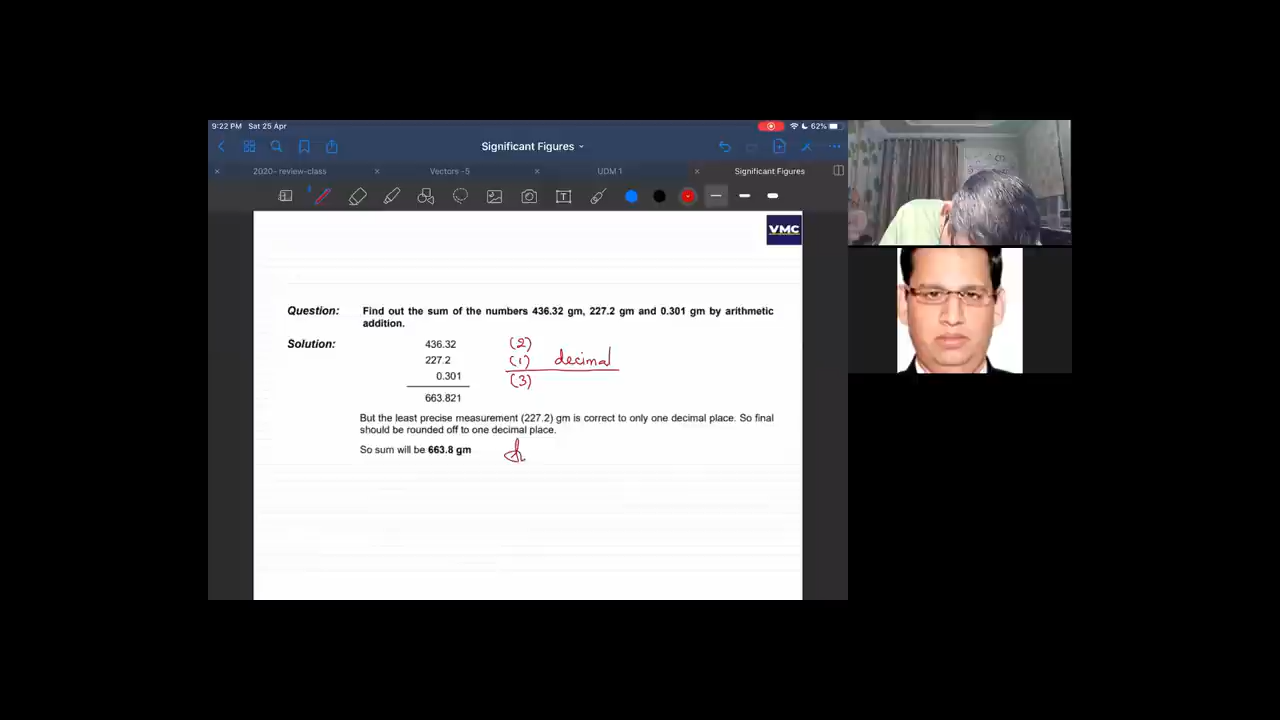 9:22 PM Sat 25 Apr 62%
Significant Figures
2020- review-class Vectors -5 UDM 1 Significant Figures
VMC
Question: Find out the sum of the numbers 436.32 gm, 227.2 gm and 0.301 gm by arithmetic
addition.
Solution: 436.32 (2)
227.2 (1) decimal
0.301 (3)
663.821
But the least precise measurement (227.2) gm is correct to only one decimal place. So final
should be rounded off to one decimal place.
So sum will be 663.8 gm